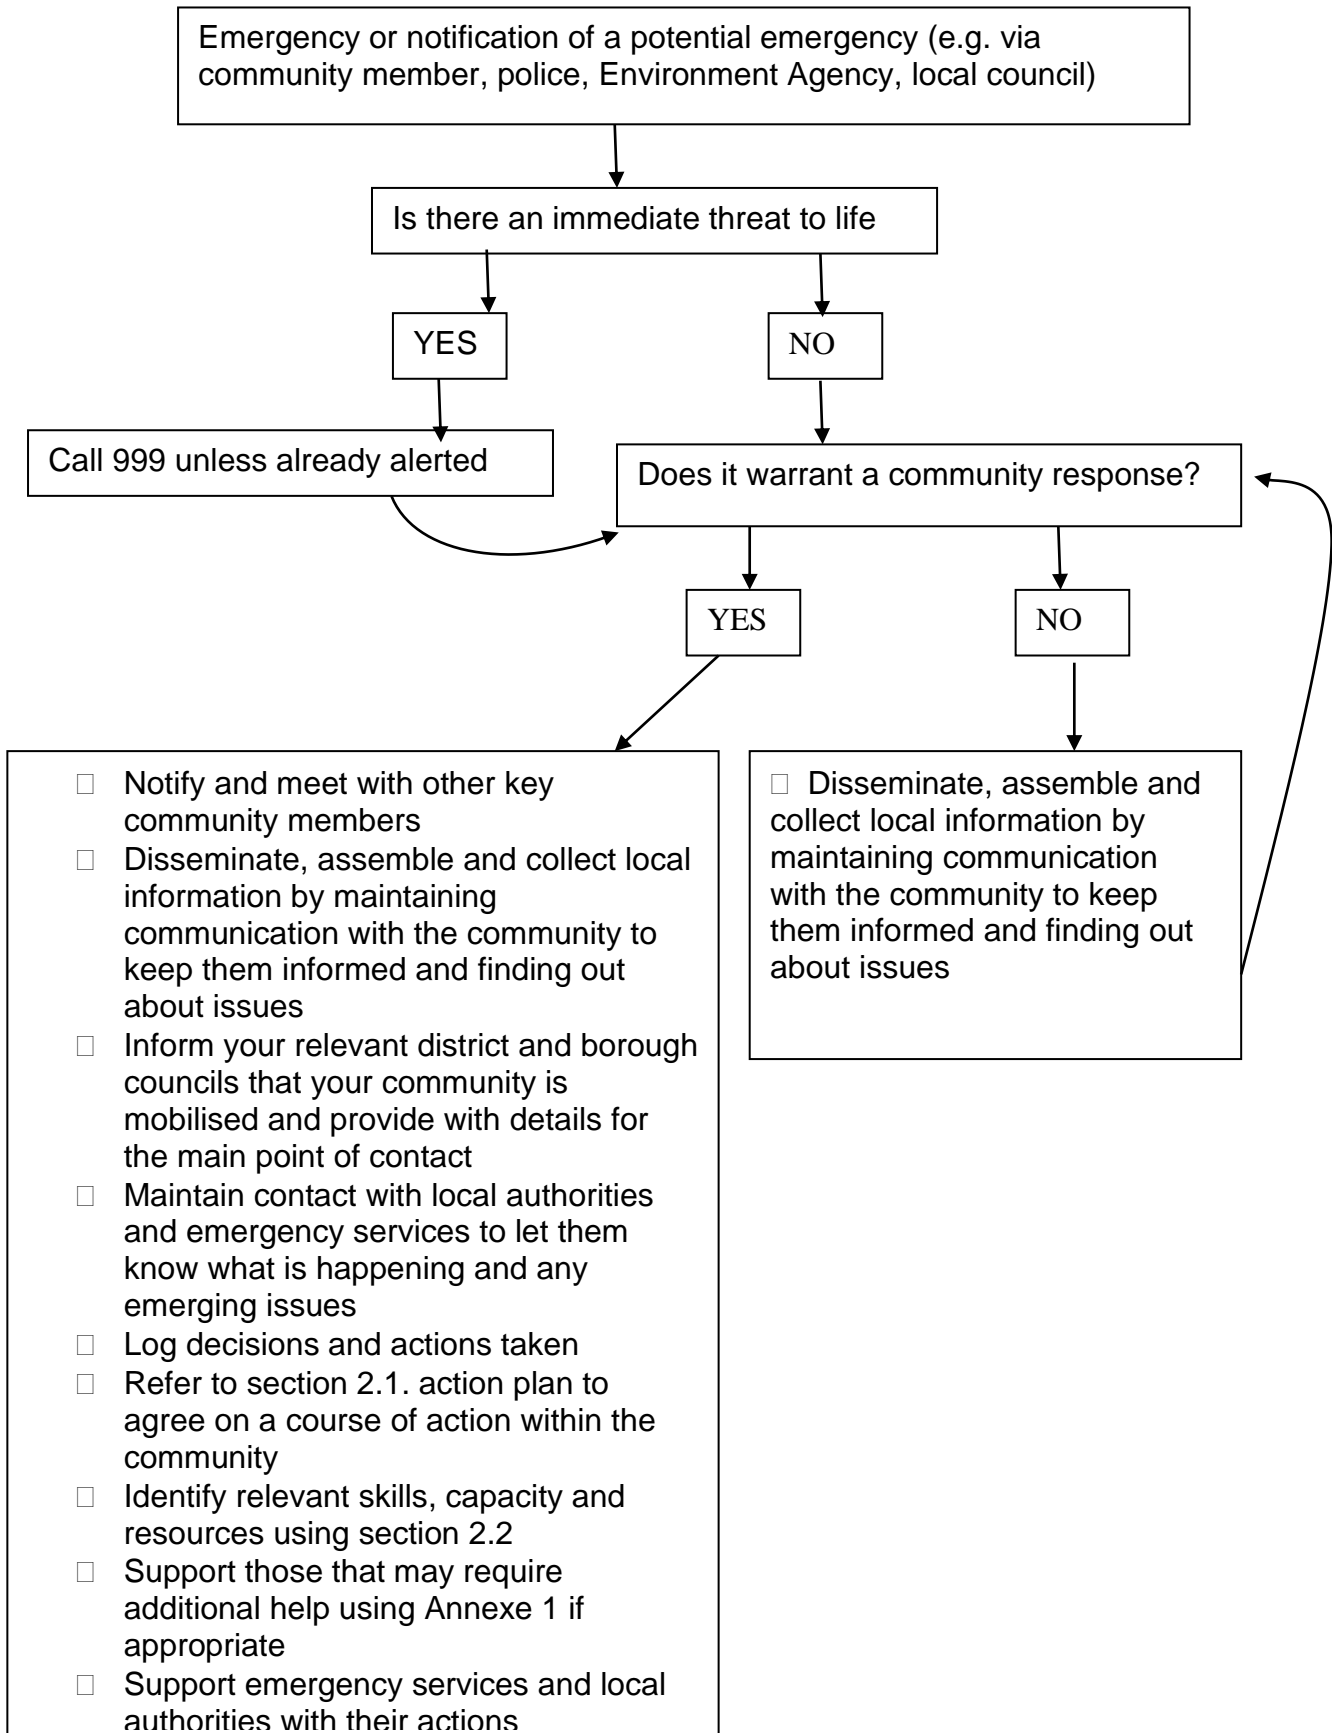 Emergency or notification of a potential emergency (e.g. via
community member, police, Environment Agency, local council)
Is there an immediate threat to life
YES
NO
Call 999 unless already alerted
Does it warrant a community response?
YES
NO
□ Notify and meet with other key
community members
□ Disseminate, assemble and collect local
information by maintaining
communication with the community to
keep them informed and finding out
about issues
□ Inform your relevant district and borough
councils that your community is
mobilised and provide with details for
the main point of contact
□ Maintain contact with local authorities
and emergency services to let them
know what is happening and any
emerging issues
□ Log decisions and actions taken
□ Refer to section 2.1. action plan to
agree on a course of action within the
community
□ Identify relevant skills, capacity and
resources using section 2.2
□ Support those that may require
additional help using Annexe 1 if
appropriate
□ Support emergency services and local
authorities with their actions
□ Disseminate, assemble and
collect local information by
maintaining communication
with the community to keep
them informed and finding out
about issues